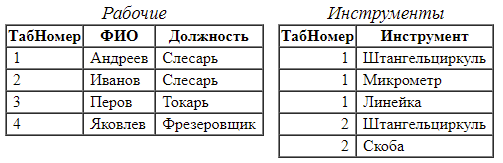 Рабочие
ТабНомер ФИО Должность
1 Андреев Слесарь
2 Иванов Слесарь
3 Перов Токарь
4 Яковлев Фрезеровщик
Инструменты
ТабНомер Инструмент
1 Штангельциркуль
1 Микрометр
1 Линейка
2 Штангельциркуль
2 Скоба